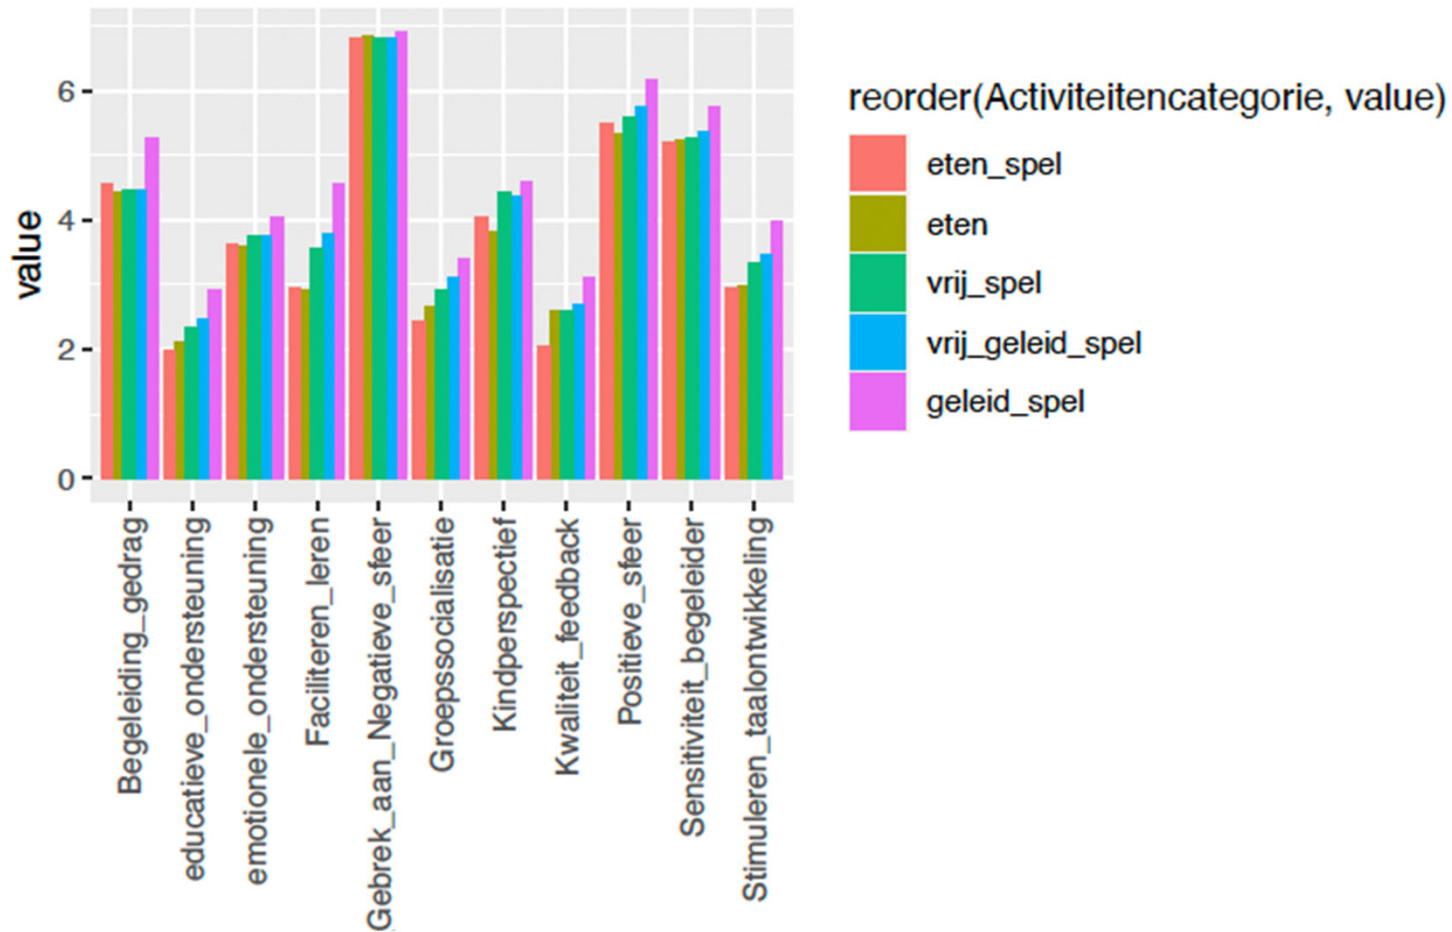 value
6
4
2
0
Begeleiding_gedrag
educatieve_ondersteuning
emotionele_ondersteuning
Faciliteren_leren
Gebrek_aan_Negatieve_sfeer
Groepssocialisatie
Kindperspectief
Kwaliteit_feedback
Positieve_sfeer
Sensitiviteit_begeleider
Stimuleren_taalontwikkeling
reorder(Activiteitencategorie, value)
eten_spel
eten
vrij_spel
vrij_geleid_spel
geleid_spel